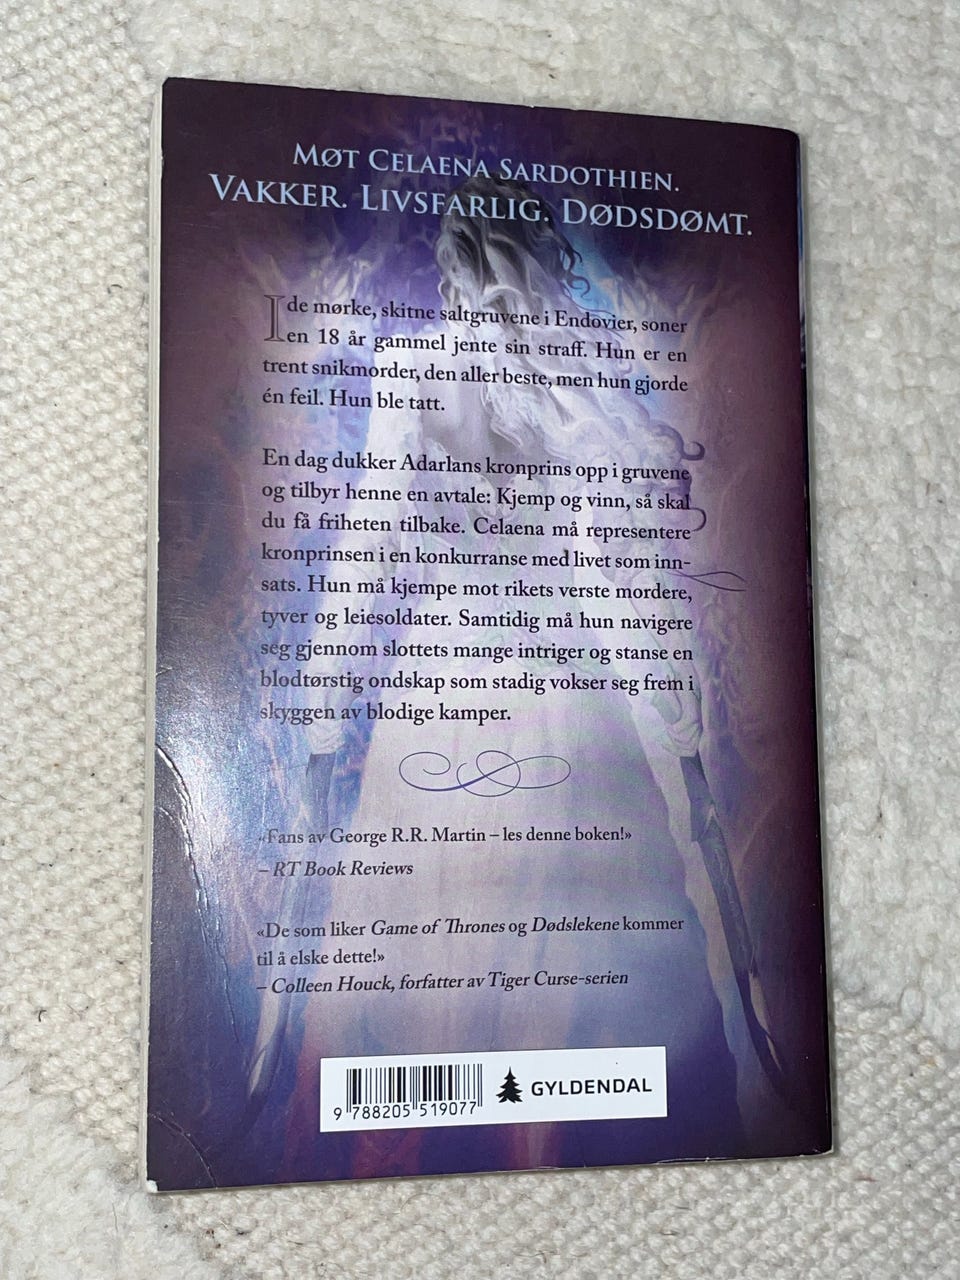 MØT CELAENA SARDOTHIEN.
VAKKER. LIVSFARLIG. DØDSDØMT.
I de mørke, skitne saltgruvene i Endovier, soner
en 18 år gammel jente sin straff. Hun er en
trent snikmorder, den aller beste, men hun gjorde
én feil. Hun ble tatt.
En dag dukker Adarlans kronprins opp i gruvene
og tilbyr henne en avtale: Kjemp og vinn, så skal
du få friheten tilbake. Celaena må representere
kronprinsen i en konkurranse med livet som inn-
sats. Hun må kjempe mot rikets verste mordere,
tyver og leiesoldater. Samtidig må hun navigere
seg gjennom slottets mange intriger og stanse en
blodtørstig ondskap som stadig vokser seg frem i
skyggen av blodige kamper.
«Fans av George R.R. Martin – les denne boken!»
– RT Book Reviews
«De som liker Game of Thrones og Dødslekene kommer
til å elske dette!»
– Colleen Houck, forfatter av Tiger Curse-serien
GYLDENDAL
9 788205 519077